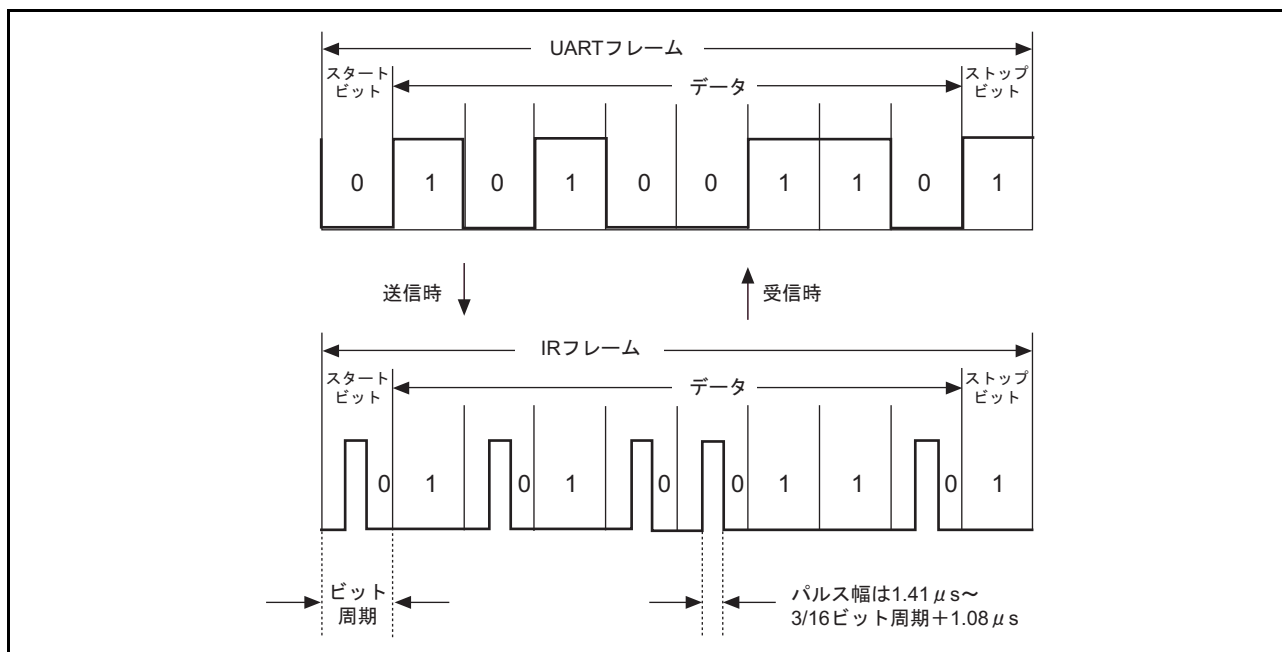 UARTフレーム
スタート
ビット
データ
ストップ
ビット
0 1 0 1 0 0 1 1 0 1
送信時
受信時
IRフレーム
スタート
ビット
データ
ストップ
ビット
0 1 0 1 0 0 1 1 0 1
ビット
周期
パルス幅は1.41μs～
3/16ビット周期＋1.08μs